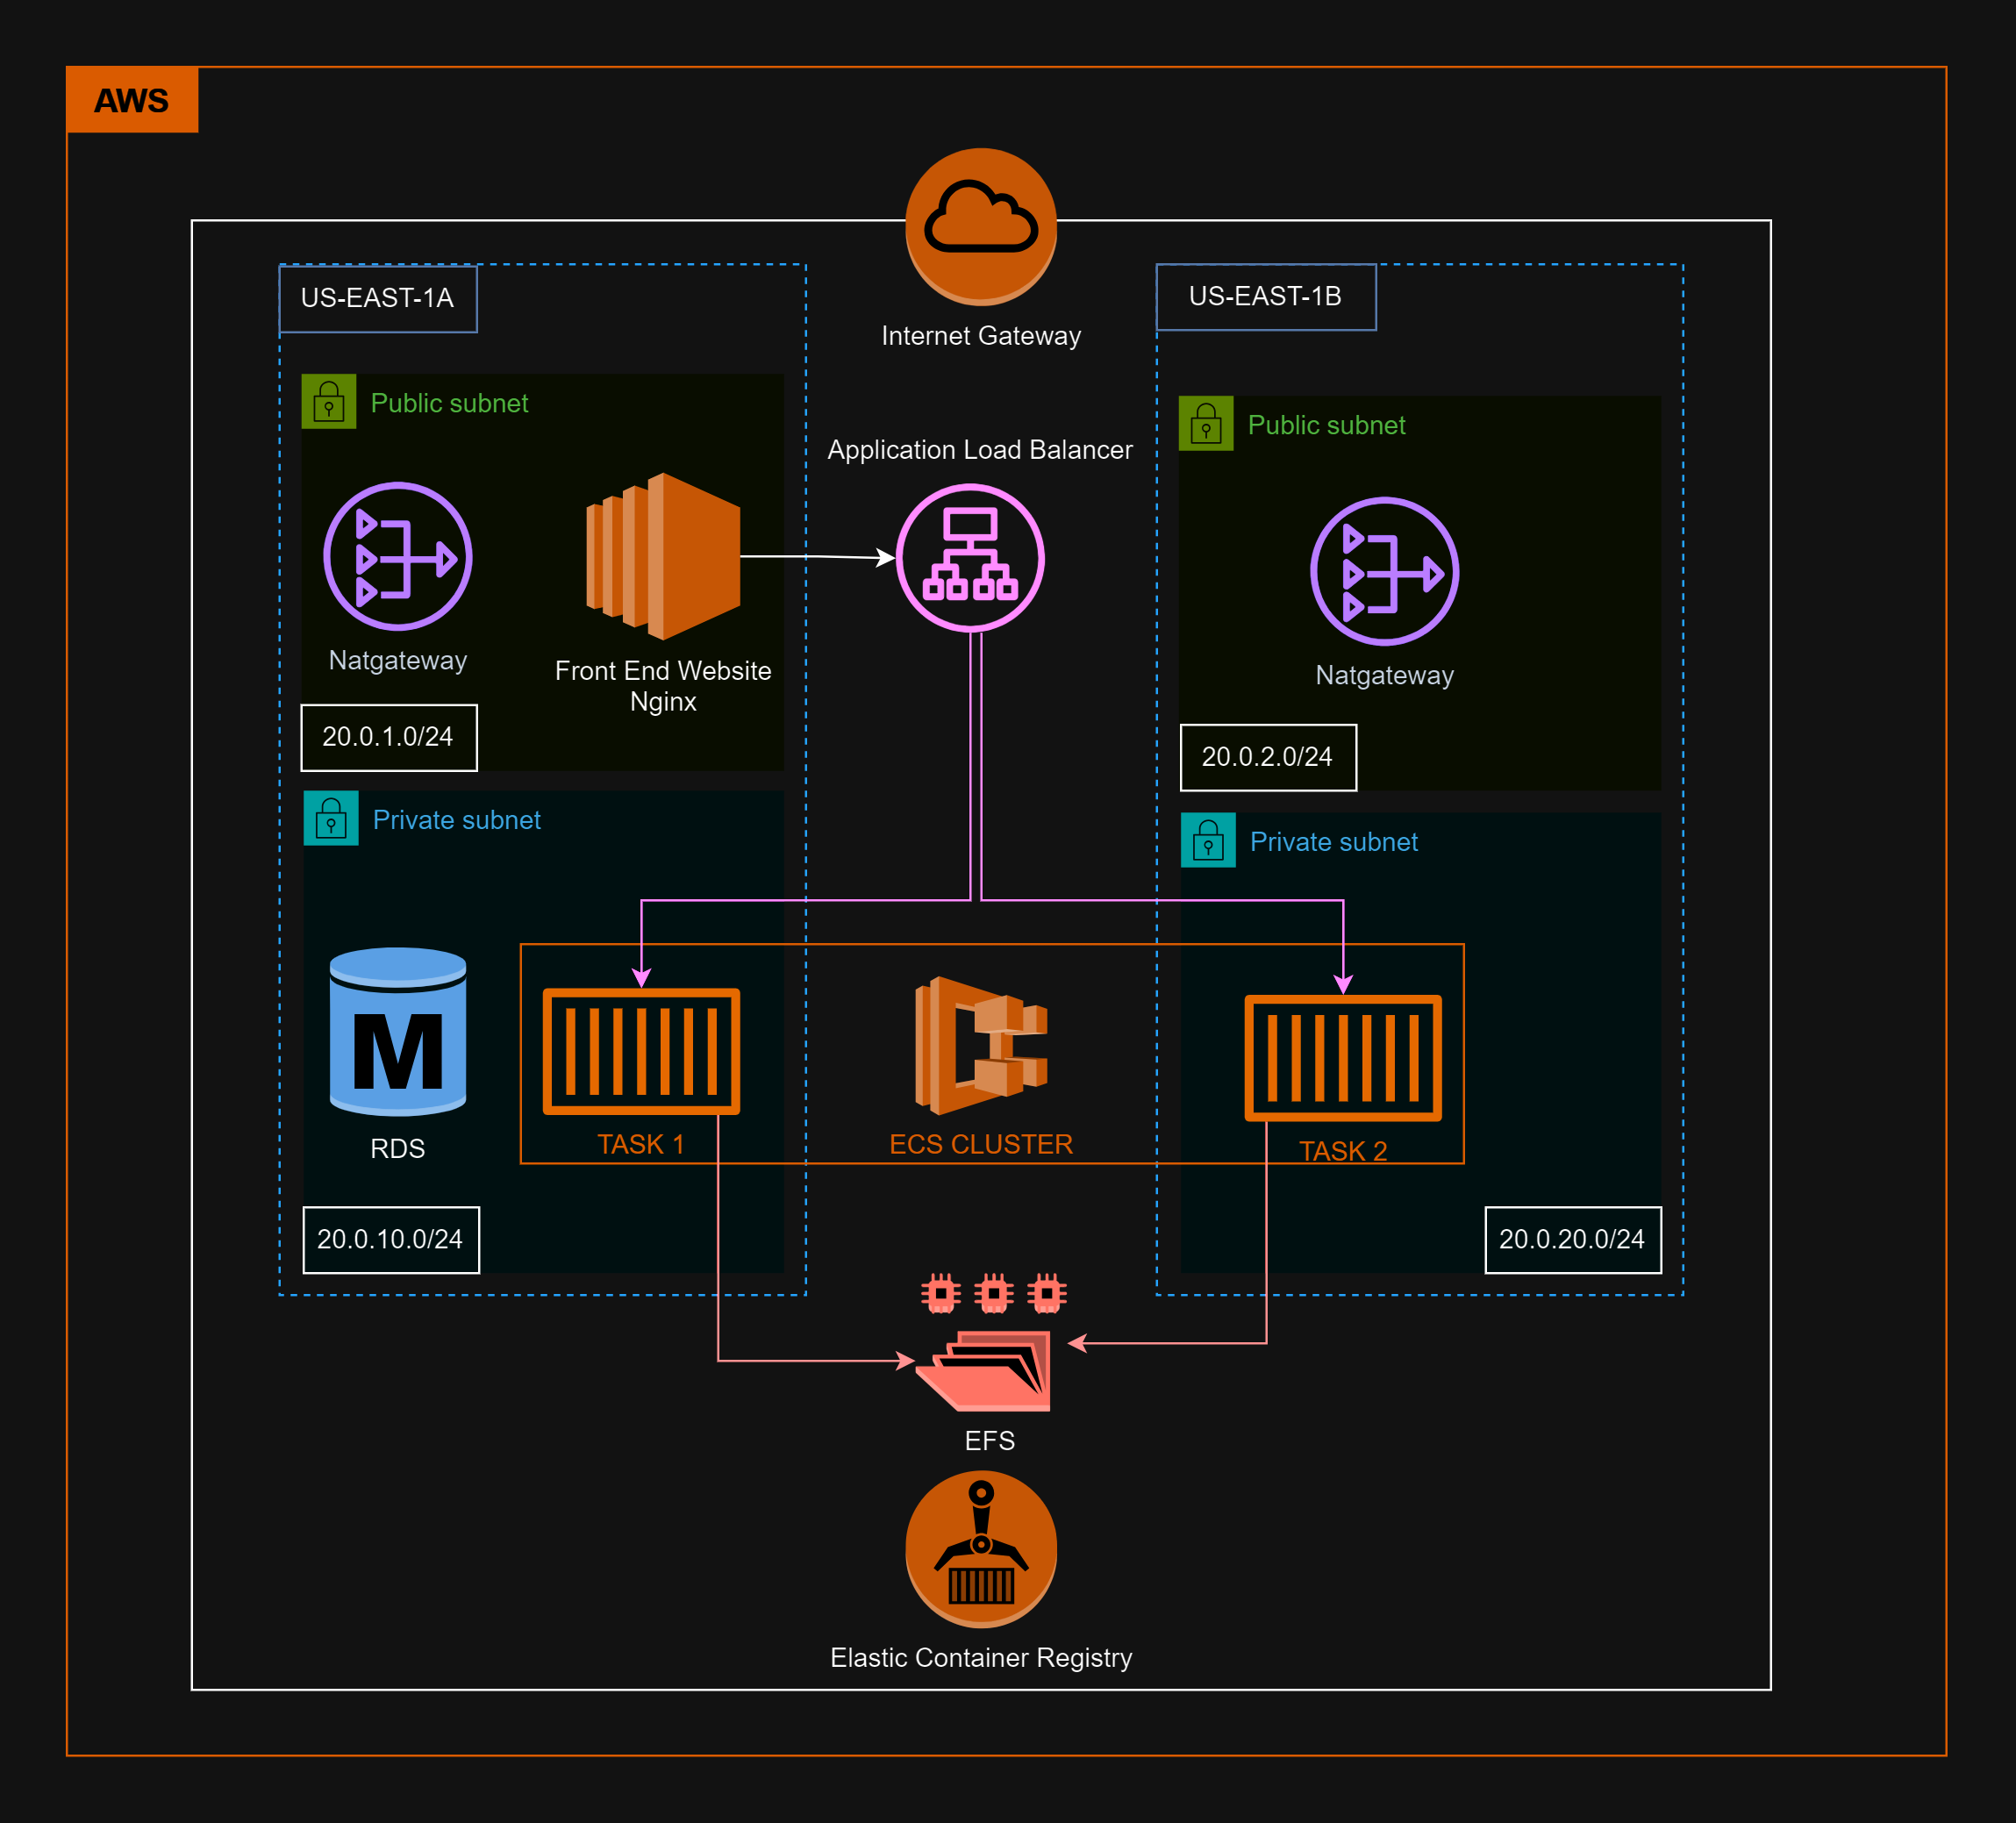 AWS
Internet Gateway
US-EAST-1A
US-EAST-1B
Public subnet
Public subnet
Application Load Balancer
Natgateway
Front End Website
Nginx
Natgateway
20.0.1.0/24
20.0.2.0/24
Private subnet
Private subnet
M
RDS
TASK 1
ECS CLUSTER
TASK 2
20.0.10.0/24
20.0.20.0/24
EFS
Elastic Container Registry